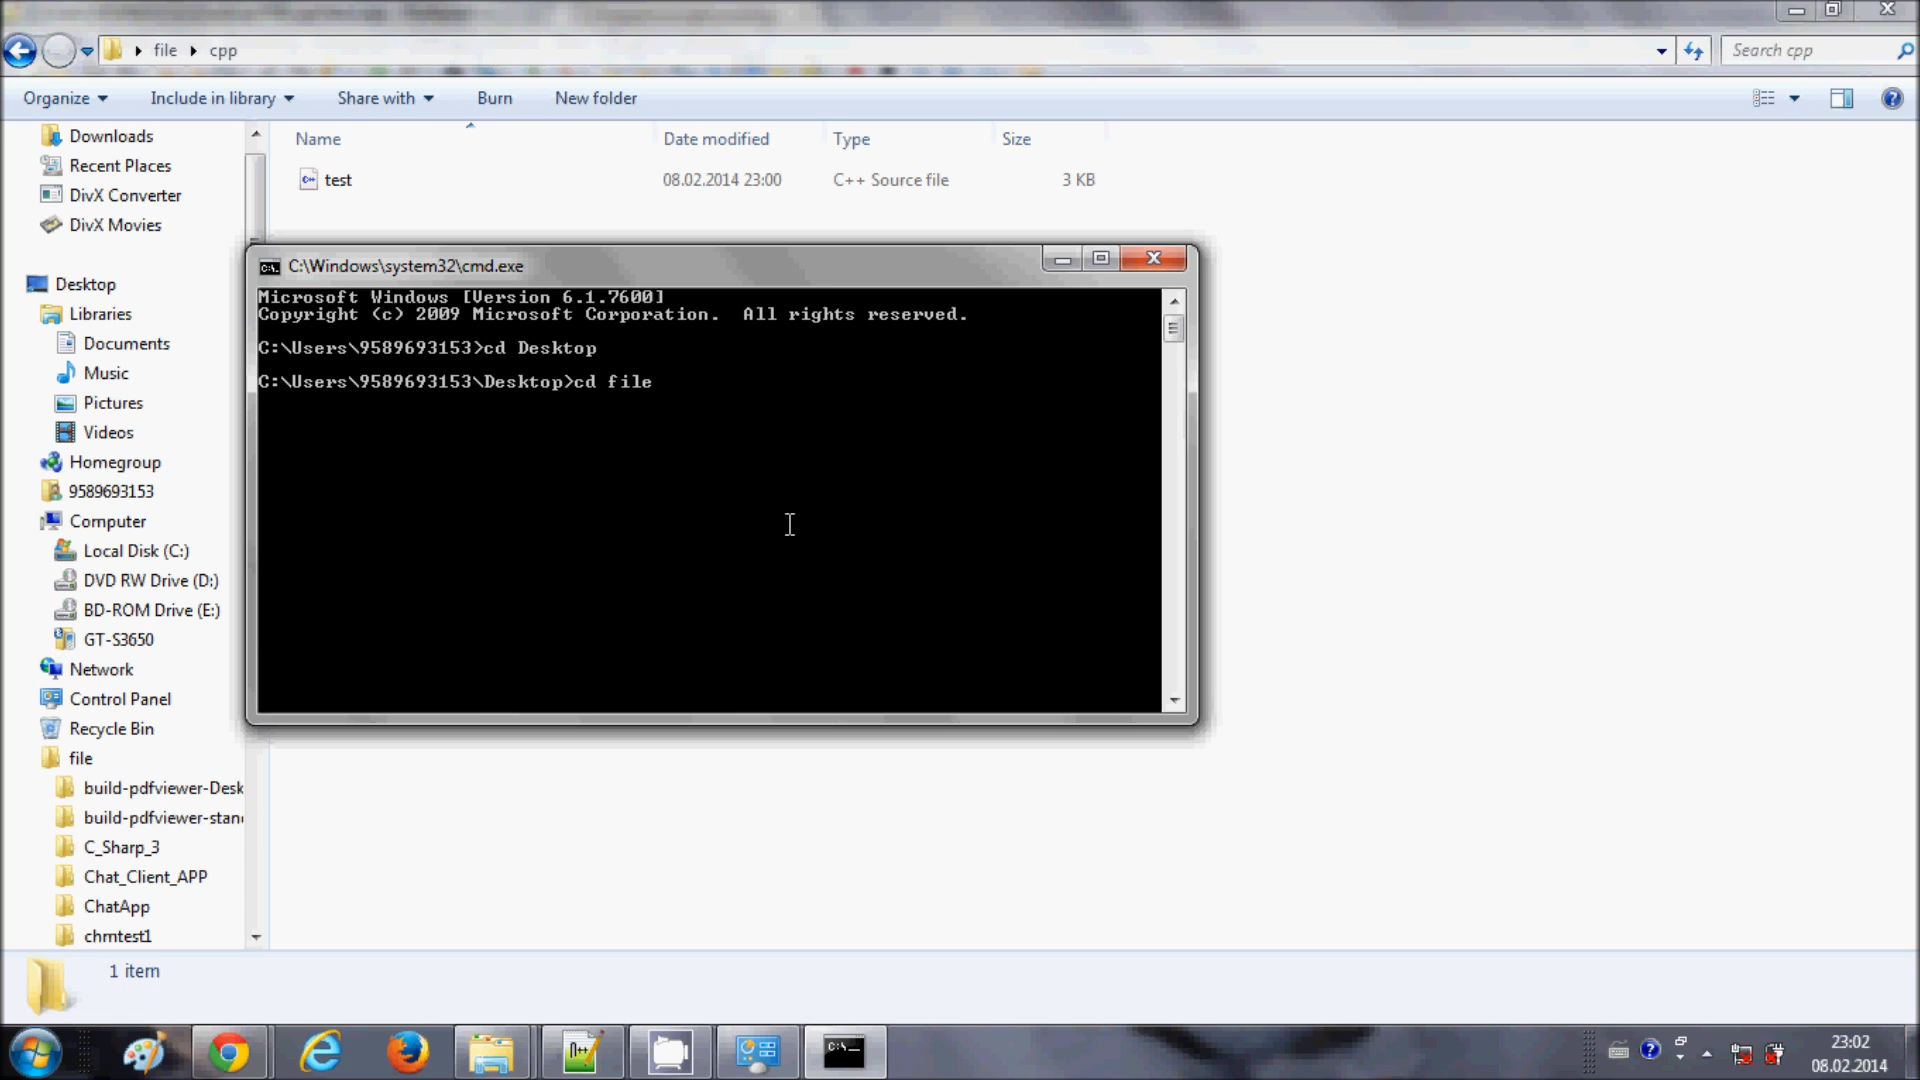 file cpp
Search cpp
Organize Include in library Share with Burn New folder
Name Date modified Type Size
test 08.02.2014 23:00 C++ Source file 3 KB
Downloads
Recent Places
DivX Converter
DivX Movies
Desktop
Libraries
Documents
Music
Pictures
Videos
Homegroup
9589693153
Computer
Local Disk (C:)
DVD RW Drive (D:)
BD-ROM Drive (E:)
GT-S3650
Network
Control Panel
Recycle Bin
file
build-pdfviewer-Desk
build-pdfviewer-stan
C_Sharp_3
Chat_Client_APP
ChatApp
chrntest1
C:\Windows\system32\cmd.exe
Microsoft Windows [Version 6.1.7600]
Copyright (c) 2009 Microsoft Corporation. All rights reserved.
C:\Users\9589693153>cd Desktop
C:\Users\9589693153\Desktop>cd file
1 item
23:02
08.02.2014